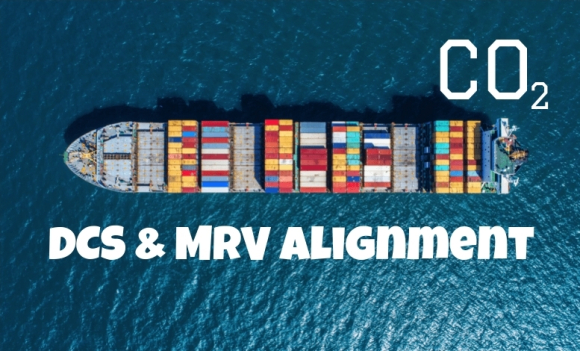 CO₂
DCS & MRV Alignment